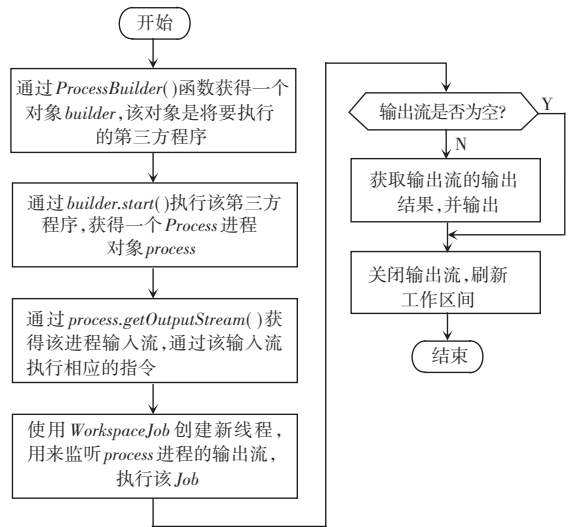 开始
通过ProcessBuilder()函数获得一个
对象builder,该对象是将要执行
的第三方程序
通过builder.start()执行该第三方
程序,获得一个Process进程
对象process
通过process.getOutputStream()获
得该进程输入流,通过该输入流
执行相应的指令
使用WorkspaceJob创建新线程,
用来监听process进程的输出流,
执行该Job
输出流是否为空?
Y
N
获取输出流的输出
结果,并输出
关闭输出流,刷新
工作区间
结束